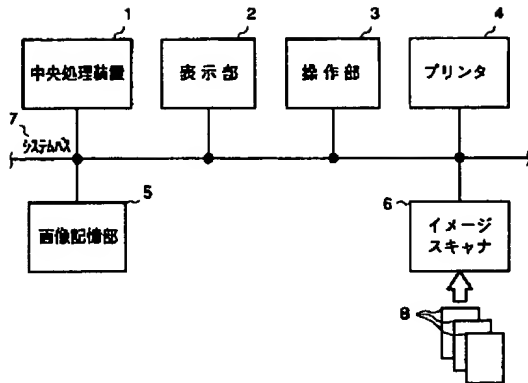 1
2
3
4
中央処理装置
表示部
操作部
プリンタ
7
システムバス
5
6
画像記憶部
イメージ
スキャナ
8